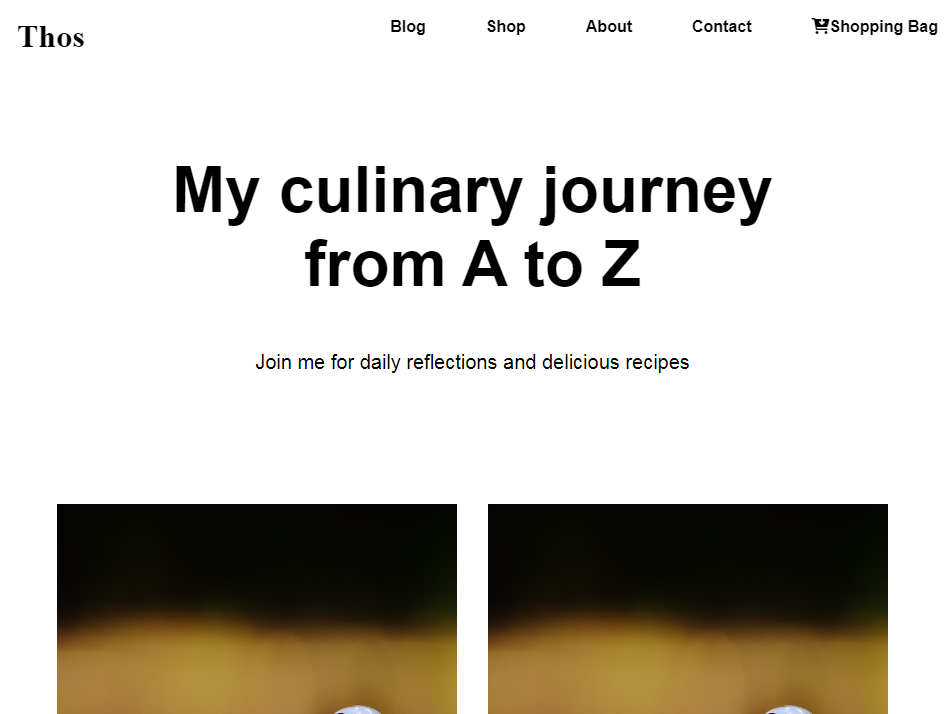 Thos
Blog
Shop
About
Contact
Shopping Bag
My culinary journey
from A to Z
Join me for daily reflections and delicious recipes